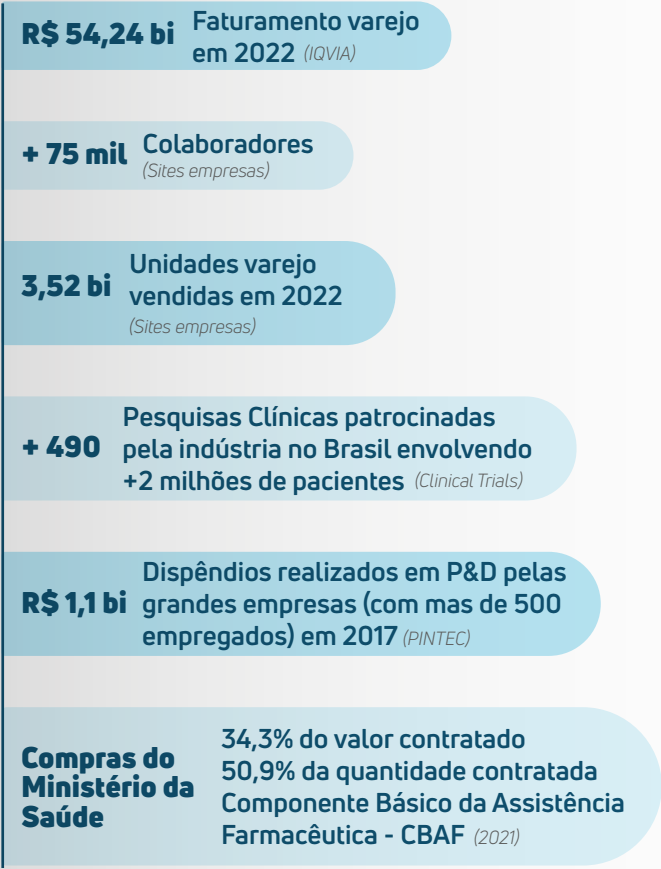 R$ 54,24 bi Faturamento varejo
em 2022 (IQVIA)
+ 75 mil Colaboradores
(Sites empresas)
3,52 bi Unidades varejo
vendidas em 2022
(Sites empresas)
+ 490 Pesquisas Clínicas patrocinadas
pela indústria no Brasil envolvendo
+2 milhões de pacientes (Clinical Trials)
R$ 1,1 bi Dispêndios realizados em P&D pelas
grandes empresas (com mas de 500
empregados) em 2017 (PINTEC)
Compras do
Ministério da
Saúde
34,3% do valor contratado
50,9% da quantidade contratada
Componente Básico da Assistência
Farmacêutica - CBAF (2021)